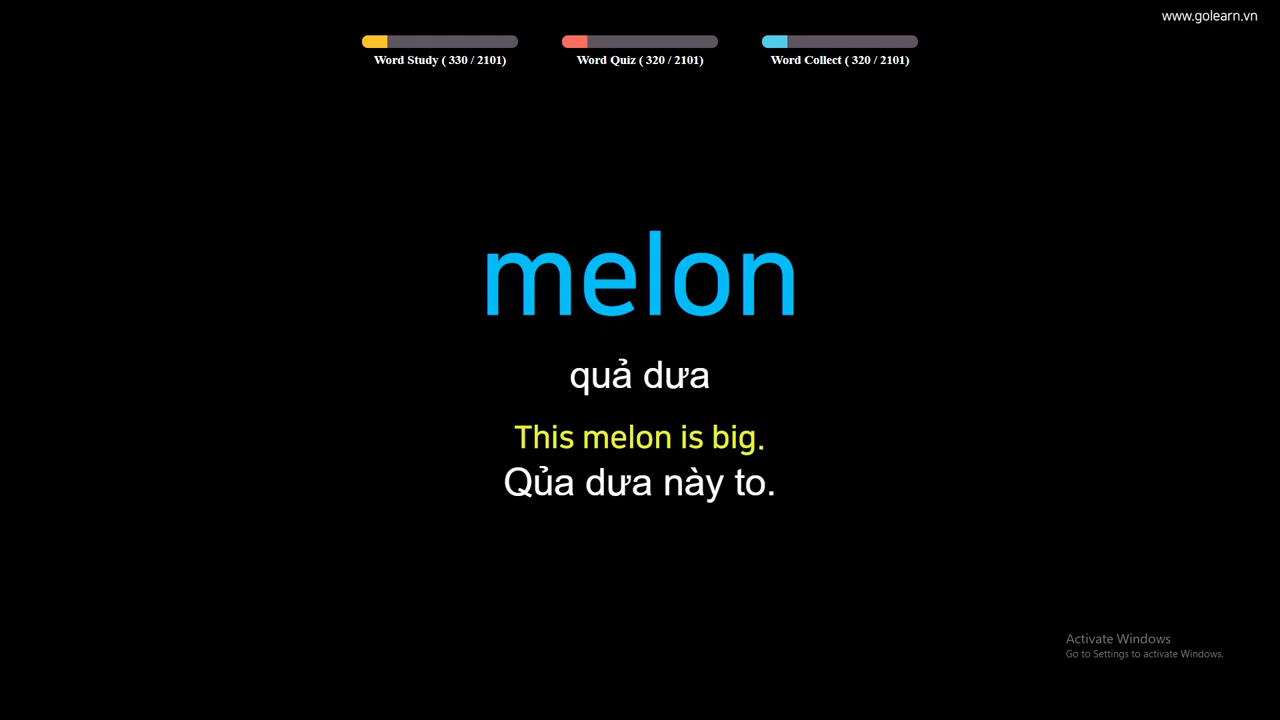 www.golearn.vn
Word Study ( 330 / 2101) Word Quiz ( 320 / 2101) Word Collect ( 320 / 2101)
melon
quả dưa
This melon is big.
Qủa dưa này to.
Activate Windows
Go to Settings to activate Windows.